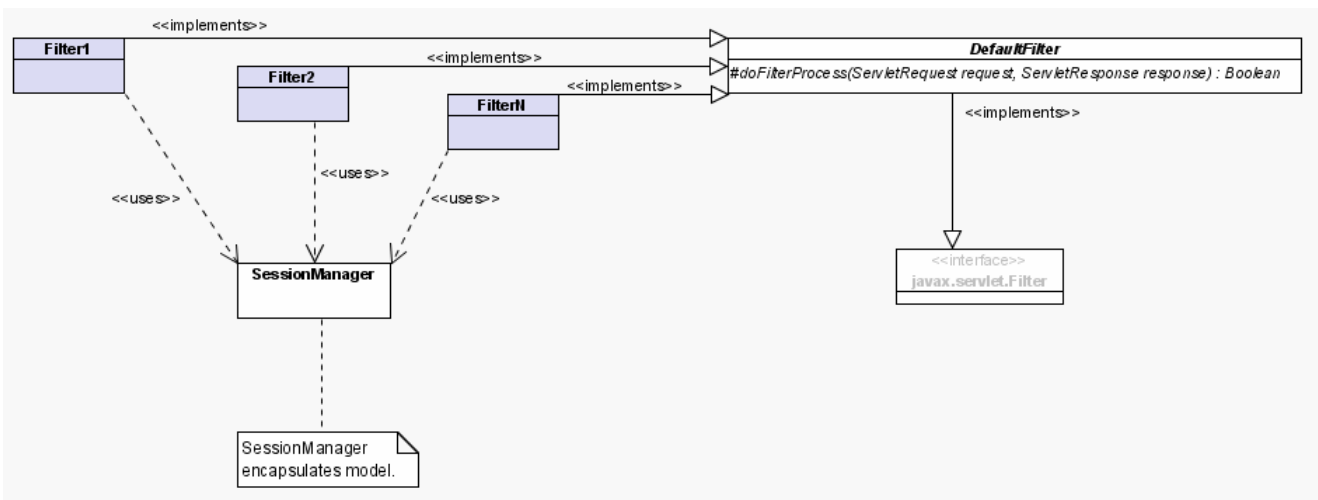 <<implements>>
Filter1
<<implements>>
DefaultFilter
Filter2
#doFilterProcess(ServletRequest request, ServletResponse response) : Boolean
<<implements>>
FilterN
<<implements>>
<<uses>>
<<uses>>
<<uses>>
<<interface>>
javax.servlet.Filter
SessionManager
SessionManager
encapsulates model.